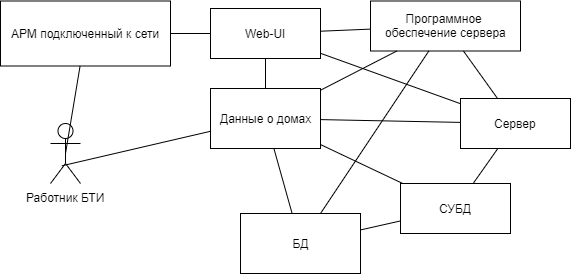 АРМ подключенный к сети
Web-UI
Программное
обеспечение сервера
Данные о домах
Сервер
Работник БТИ
СУБД
БД